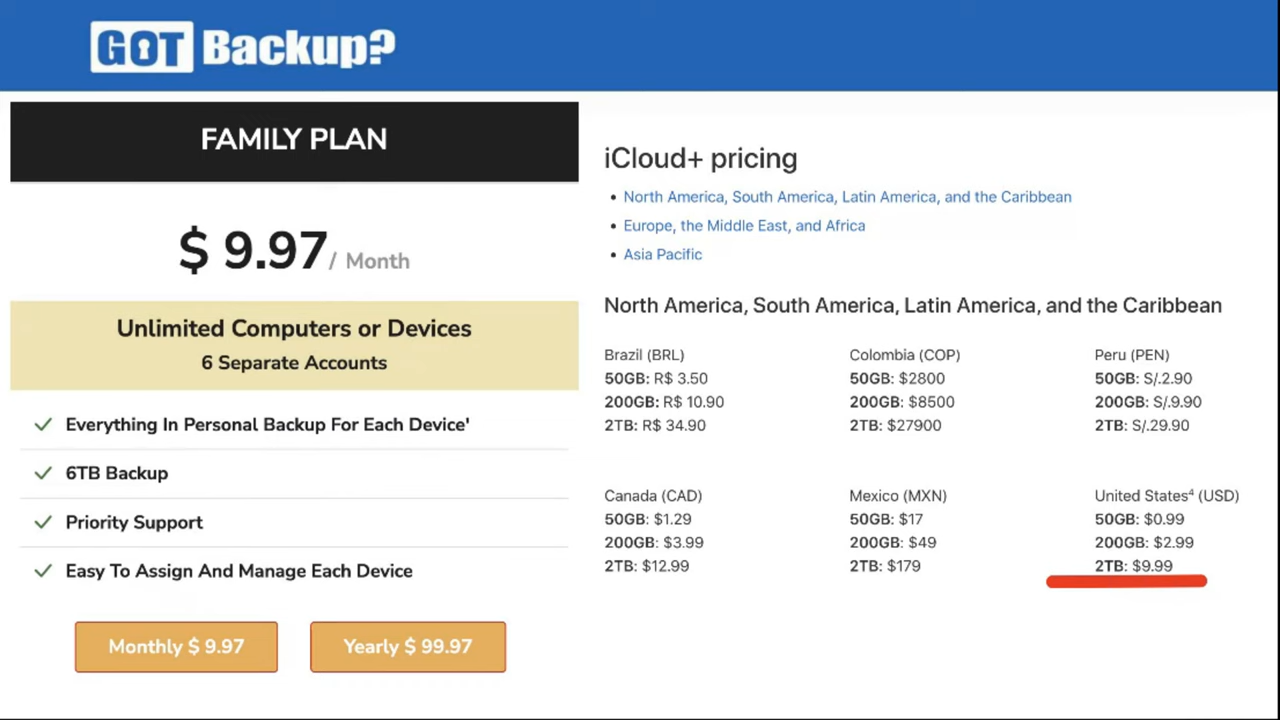 GOT Backup?
FAMILY PLAN
$ 9.97/ Month
Unlimited Computers or Devices
6 Separate Accounts
Everything In Personal Backup For Each Device'
6TB Backup
Priority Support
Easy To Assign And Manage Each Device
Monthly $ 9.97
Yearly $ 99.97
iCloud+ pricing
• North America, South America, Latin America, and the Caribbean
• Europe, the Middle East, and Africa
• Asia Pacific
North America, South America, Latin America, and the Caribbean
Brazil (BRL)
50GB: R$ 3.50
200GB: R$ 10.90
2TB: R$ 34.90
Colombia (COP)
50GB: $2800
200GB: $8500
2TB: $27900
Peru (PEN)
50GB: S/.2.90
200GB: S/.9.90
2TB: S/.29.90
Canada (CAD)
50GB: $1.29
200GB: $3.99
2TB: $12.99
Mexico (MXN)
50GB: $17
200GB: $49
2TB: $179
United States⁴ (USD)
50GB: $0.99
200GB: $2.99
2TB: $9.99